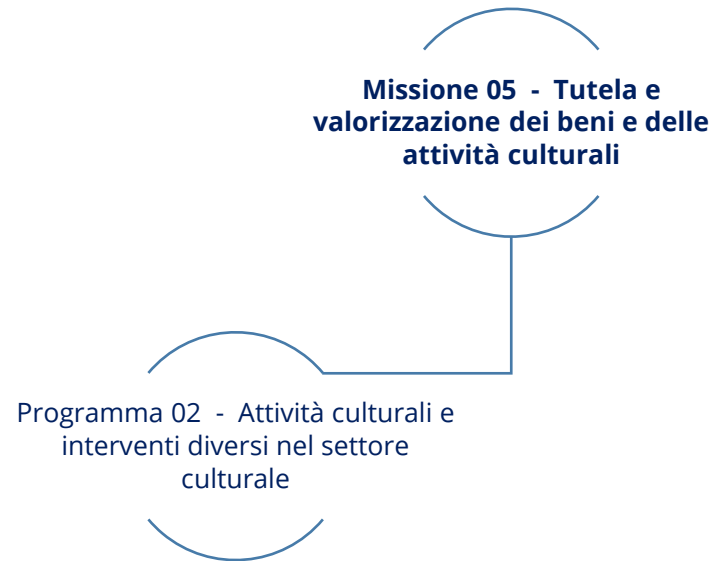 Missione 05 - Tutela e
valorizzazione dei beni e delle
attività culturali
Programma 02 - Attività culturali e
interventi diversi nel settore
culturale